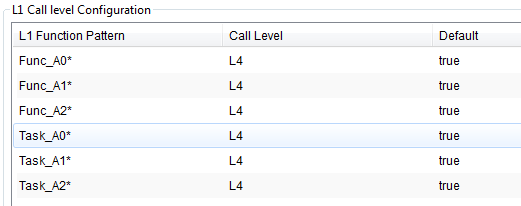 L1 Call level Configuration
L1 Function Pattern Call Level Default
Func_A0* L4 true
Func_A1* L4 true
Func_A2* L4 true
Task_A0* L4 true
Task_A1* L4 true
Task_A2* L4 true